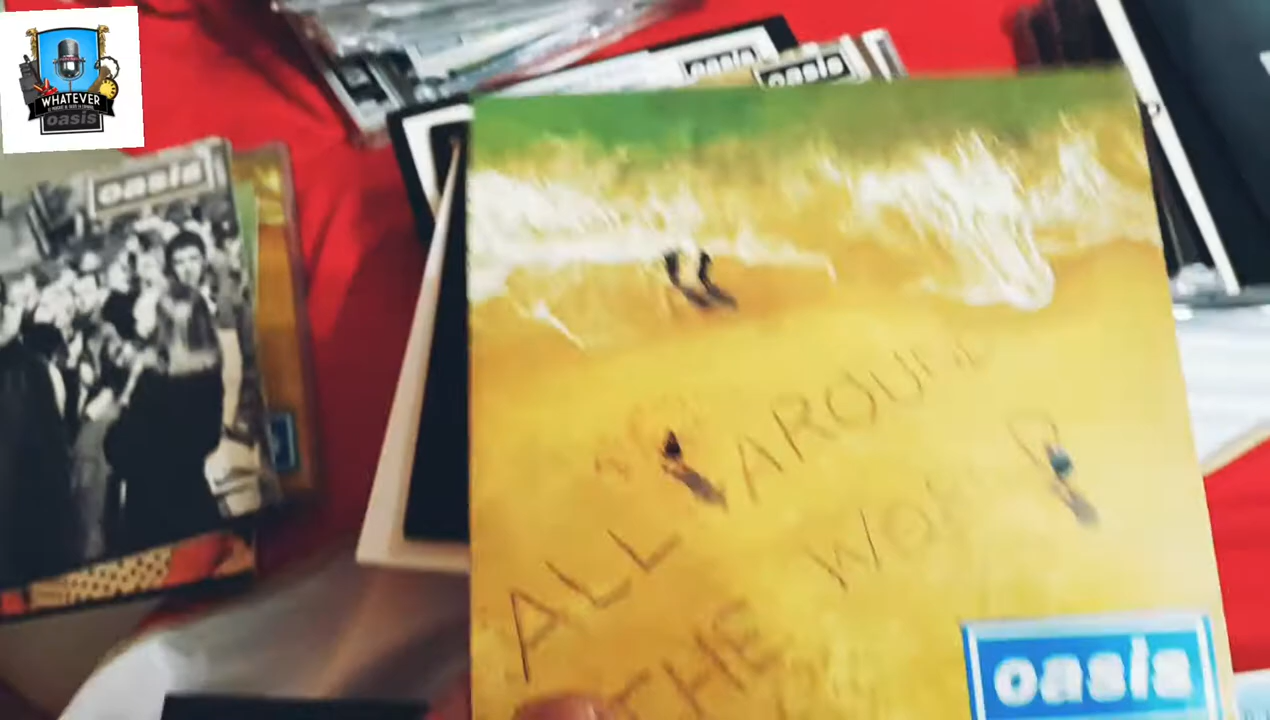 WHATEVER
oasis
oasis
oasis
oasis
ALL AROUND
THE WORLD
oasis